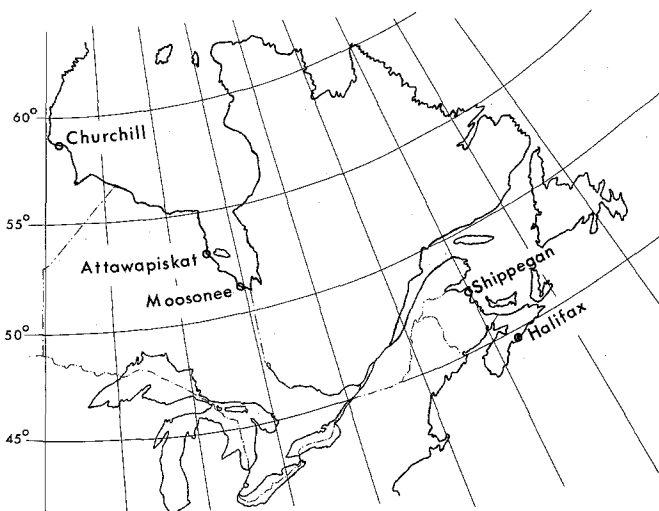 60°
Churchill
55°
Attawapiskat
Moosonee
Shippegan
50°
Halifax
45°